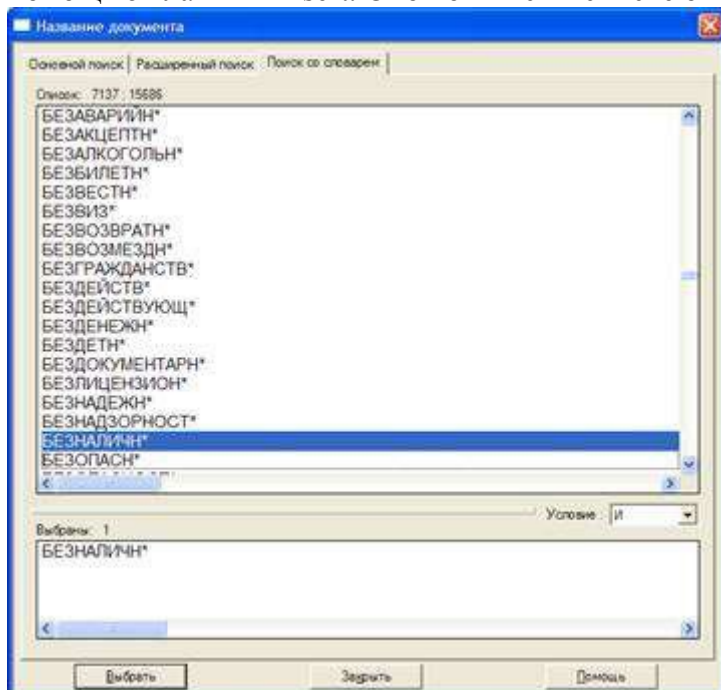 Название документа
Основной поиск Расширенный поиск Поиск со словарем
Список: 7137 15686
БЕЗАВАРИЙН*
БЕЗАКЦЕПТН*
БЕЗАЛКОГОЛЬН*
БЕЗБИЛЕТН*
БЕЗВЕСТН*
БЕЗВИЗ*
БЕЗВОЗВРАТН*
БЕЗВОЗМЕЗДН*
БЕЗГРАЖДАНСТВ*
БЕЗДЕЙСТВ*
БЕЗДЕЙСТВУЮЩ*
БЕЗДЕНЕЖН*
БЕЗДЕТН*
БЕЗДОКУМЕНТАРН*
БЕЗЛИЦЕНЗИОН*
БЕЗНАДЕЖН*
БЕЗНАДЗОРНОСТ*
БЕЗНАЛИЧН*
БЕЗОПАСН*
Условие И
Выбраны: 1
БЕЗНАЛИЧН*
Выбрать Закрыть Помощь